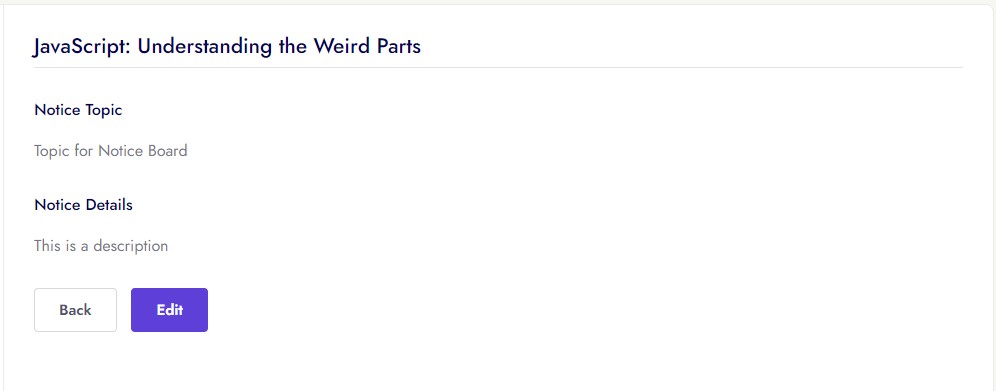 JavaScript: Understanding the Weird Parts
Notice Topic
Topic for Notice Board
Notice Details
This is a description
Back Edit